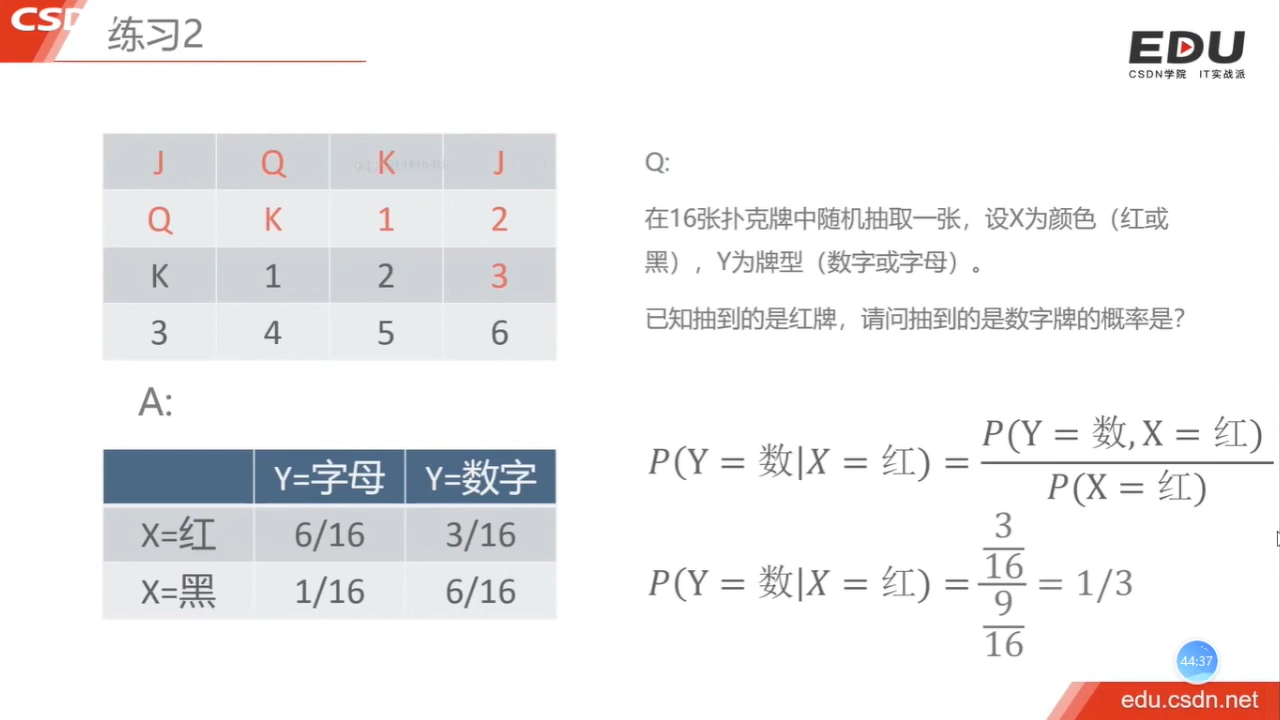 CSD
练习2
EDU
CSDN学院 IT实战派
J Q K J
Q K 1 2
K 1 2 3
3 4 5 6
A:
Y=字母 Y=数字
X=红 6/16 3/16
X=黑 1/16 6/16
Q:
在16张扑克牌中随机抽取一张，设X为颜色（红或
黑），Y为牌型（数字或字母）。
已知抽到的是红牌，请问抽到的是数字牌的概率是？
P(Y = 数|X = 红) = P(Y = 数, X = 红) / P(X = 红)
P(Y = 数|X = 红) = 3/16 / 9/16 = 1/3
44:37
edu.csdn.net